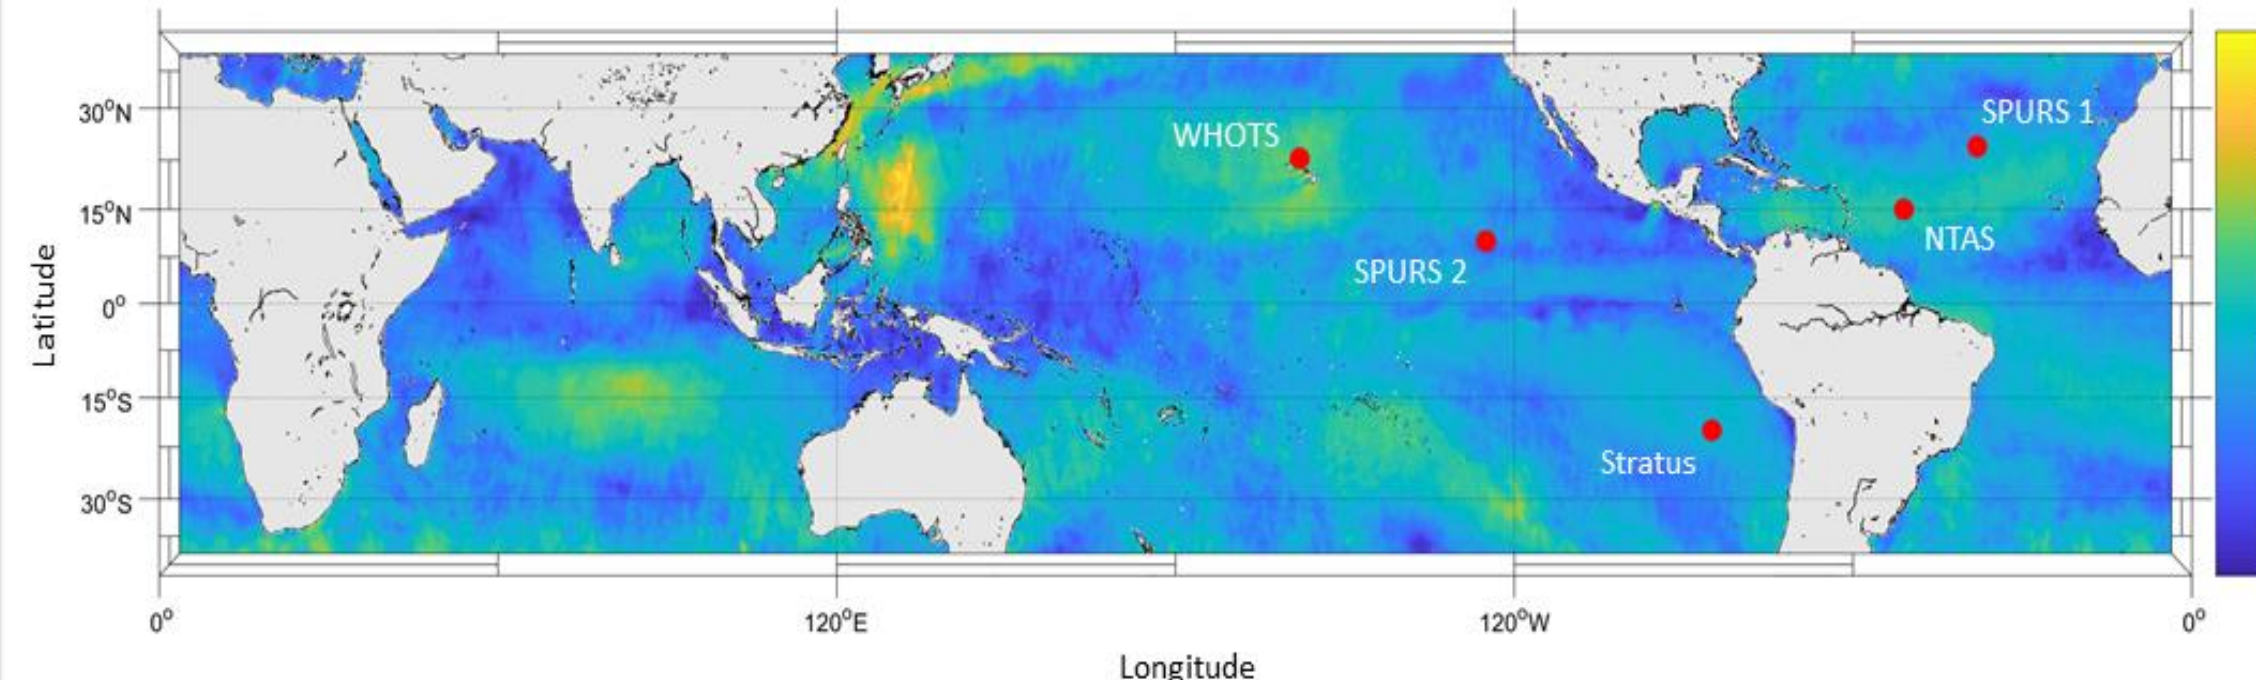 30°N
SPURS 1
WHOTS
15°N
NTAS
SPURS 2
0°
Latitude
15°S
Stratus
30°S
0°
120°E
120°W
0°
Longitude